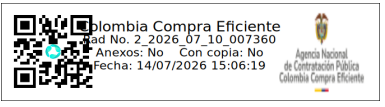 Colombia Compra Eficiente
Rad No. 2_2026_07_10_007360
Anexos: No Con copia: No
Fecha: 14/07/2026 15:06:19
Agencia Nacional
de Contratación Pública
Colombia Compra Eficiente